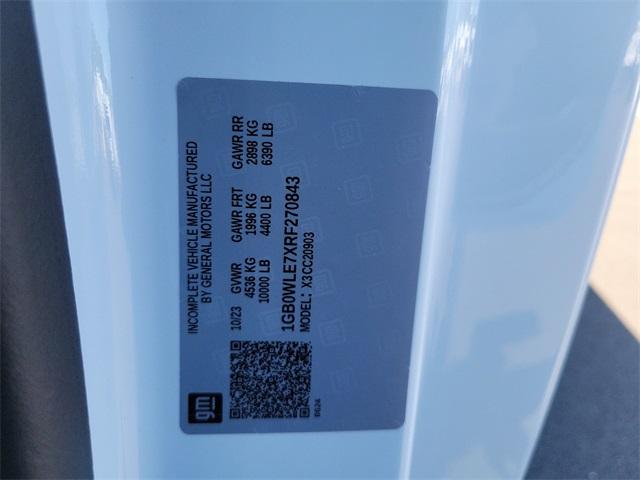 INCOMPLETE VEHICLE MANUFACTURED
BY GENERAL MOTORS LLC
10/23 GVWR GAWR FRT GAWR RR
4536 KG 1996 KG 2898 KG
10000 LB 4400 LB 6390 LB
1GB0WLE7XRF270843
MODEL: X3CC20903
gm